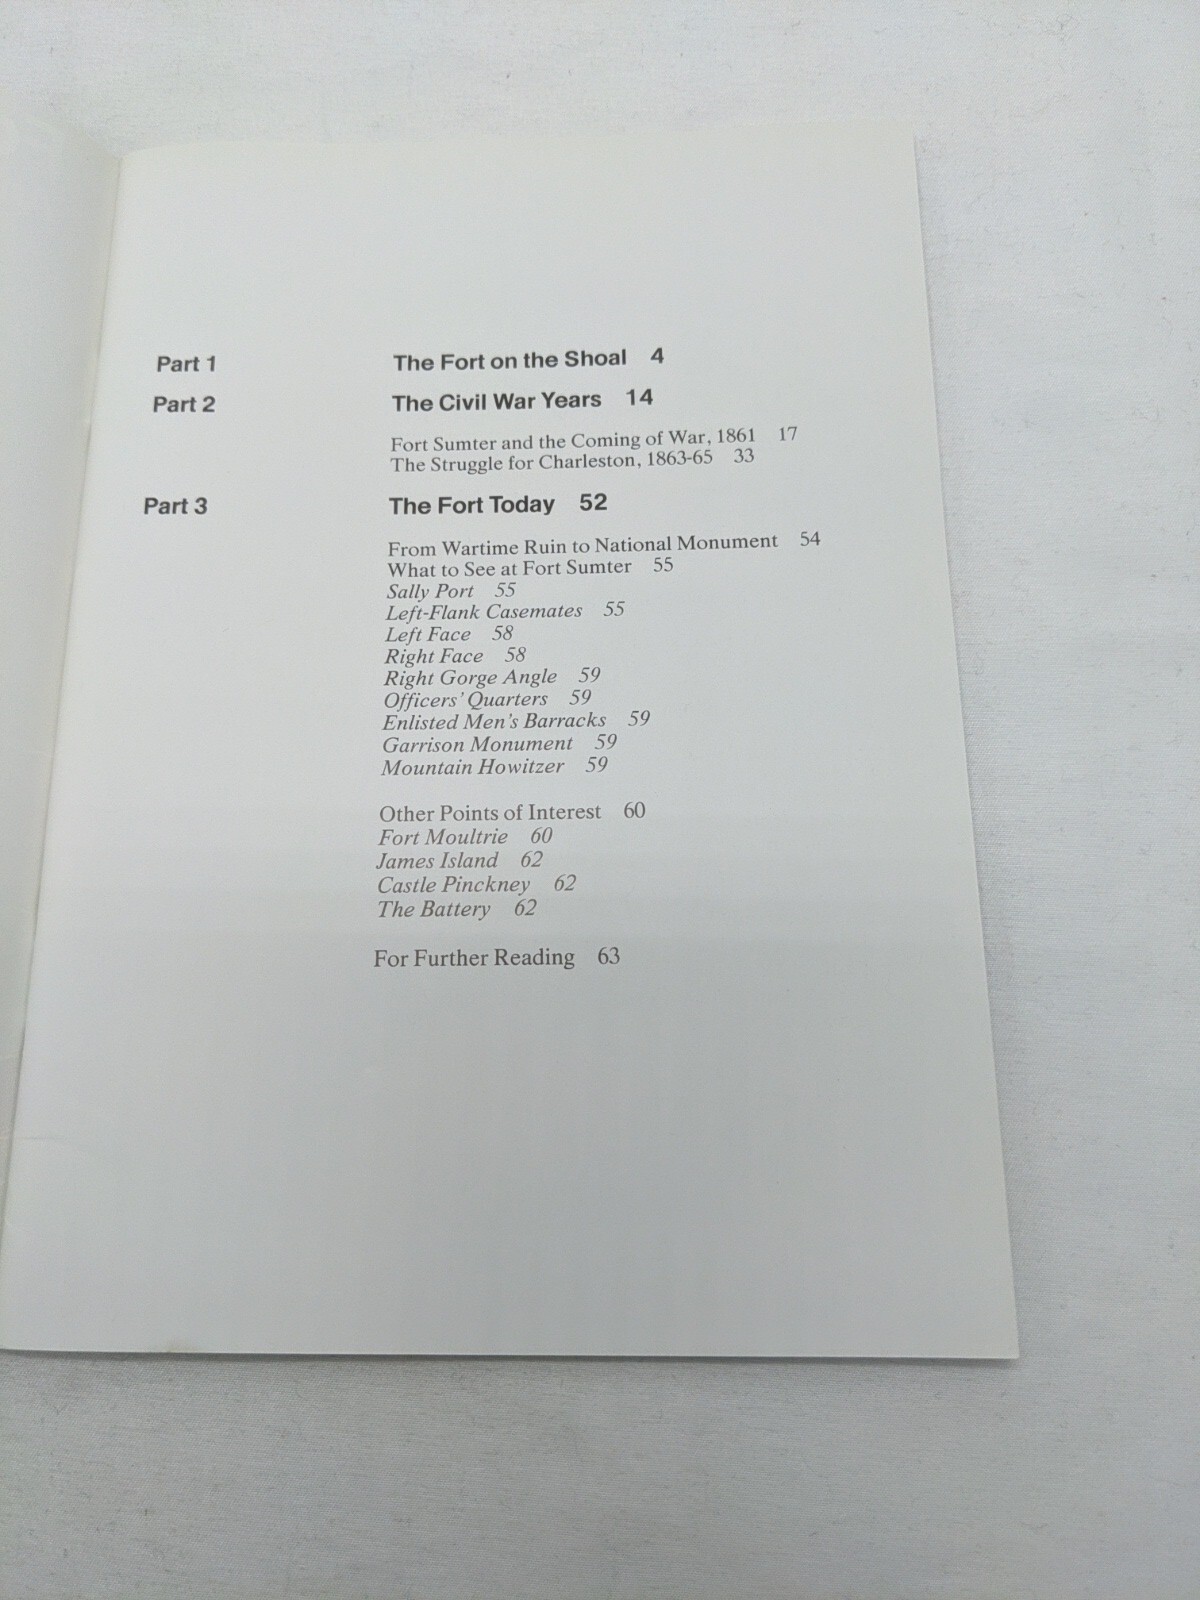 Part 1 The Fort on the Shoal 4
Part 2 The Civil War Years 14
Fort Sumter and the Coming of War, 1861 17
The Struggle for Charleston, 1863-65 33
Part 3 The Fort Today 52
From Wartime Ruin to National Monument 54
What to See at Fort Sumter 55
Sally Port 55
Left-Flank Casemates 55
Left Face 58
Right Face 58
Right Gorge Angle 59
Officers' Quarters 59
Enlisted Men's Barracks 59
Garrison Monument 59
Mountain Howitzer 59
Other Points of Interest 60
Fort Moultrie 60
James Island 62
Castle Pinckney 62
The Battery 62
For Further Reading 63